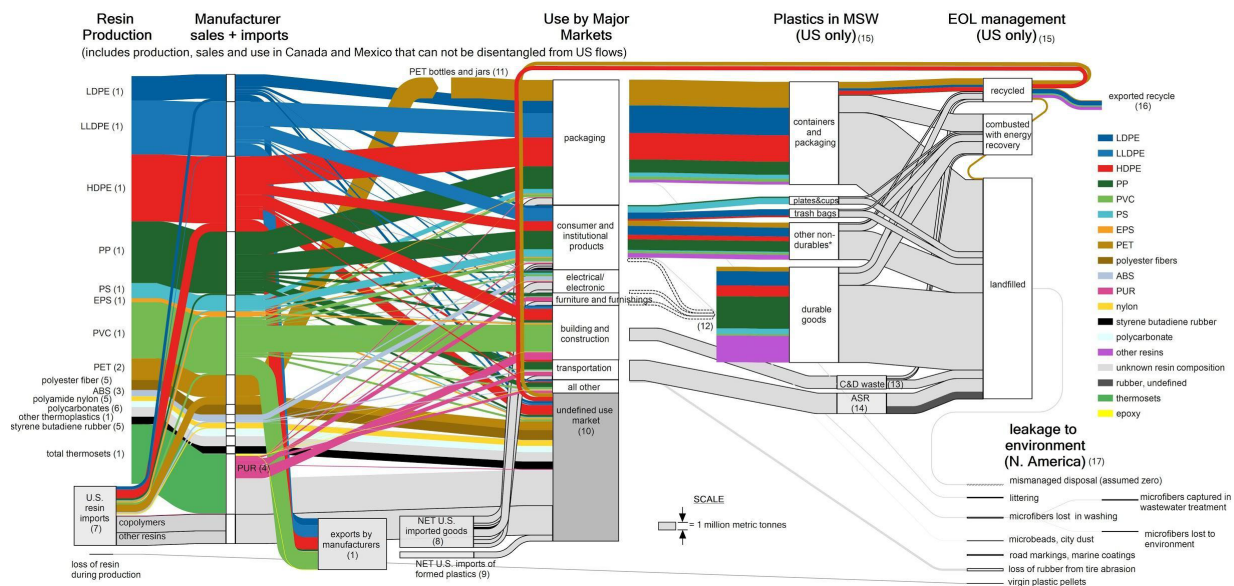 Resin
Production
Manufacturer
sales + imports
Use by Major
Markets
Plastics in MSW
(US only) (15)
EOL management
(US only) (15)
(includes production, sales and use in Canada and Mexico that can not be disentangled from US flows)
LDPE (1)
LLDPE (1)
HDPE (1)
PP (1)
PS (1)
EPS (1)
PVC (1)
PET (2)
polyester fiber (5)
ABS (3)
polyamide nylon (5)
polycarbonates (6)
other thermoplastics (1)
styrene butadiene rubber (5)
total thermosets (1)
U.S.
resin
imports
(7)
copolymers
other resins
loss of resin
during production
PUR (4)
PET bottles and jars (11)
exports by
manufacturers
(1)
NET U.S.
imported goods
(8)
NET U.S. imports of
formed plastics (9)
packaging
consumer and
institutional
products
electrical/
electronic
furniture and furnishings
building and
construction
transportation
all other
undefined use
market
(10)
(12)
SCALE
= 1 million metric tonnes
containers
and
packaging
plates&cups
trash bags
other non-
durables*
durable
goods
C&D waste (13)
ASR
(14)
recycled
combusted
with energy
recovery
landfilled
exported recycle
(16)
LDPE
LLDPE
HDPE
PP
PVC
PS
EPS
PET
polyester fibers
ABS
PUR
nylon
styrene butadiene rubber
polycarbonate
other resins
unknown resin composition
rubber, undefined
thermosets
epoxy
leakage to
environment
(N. America) (17)
mismanaged disposal (assumed zero)
littering
microfibers lost in washing
microfibers captured in
wastewater treatment
microfibers lost to
environment
microbeads, city dust
road markings, marine coatings
loss of rubber from tire abrasion
virgin plastic pellets